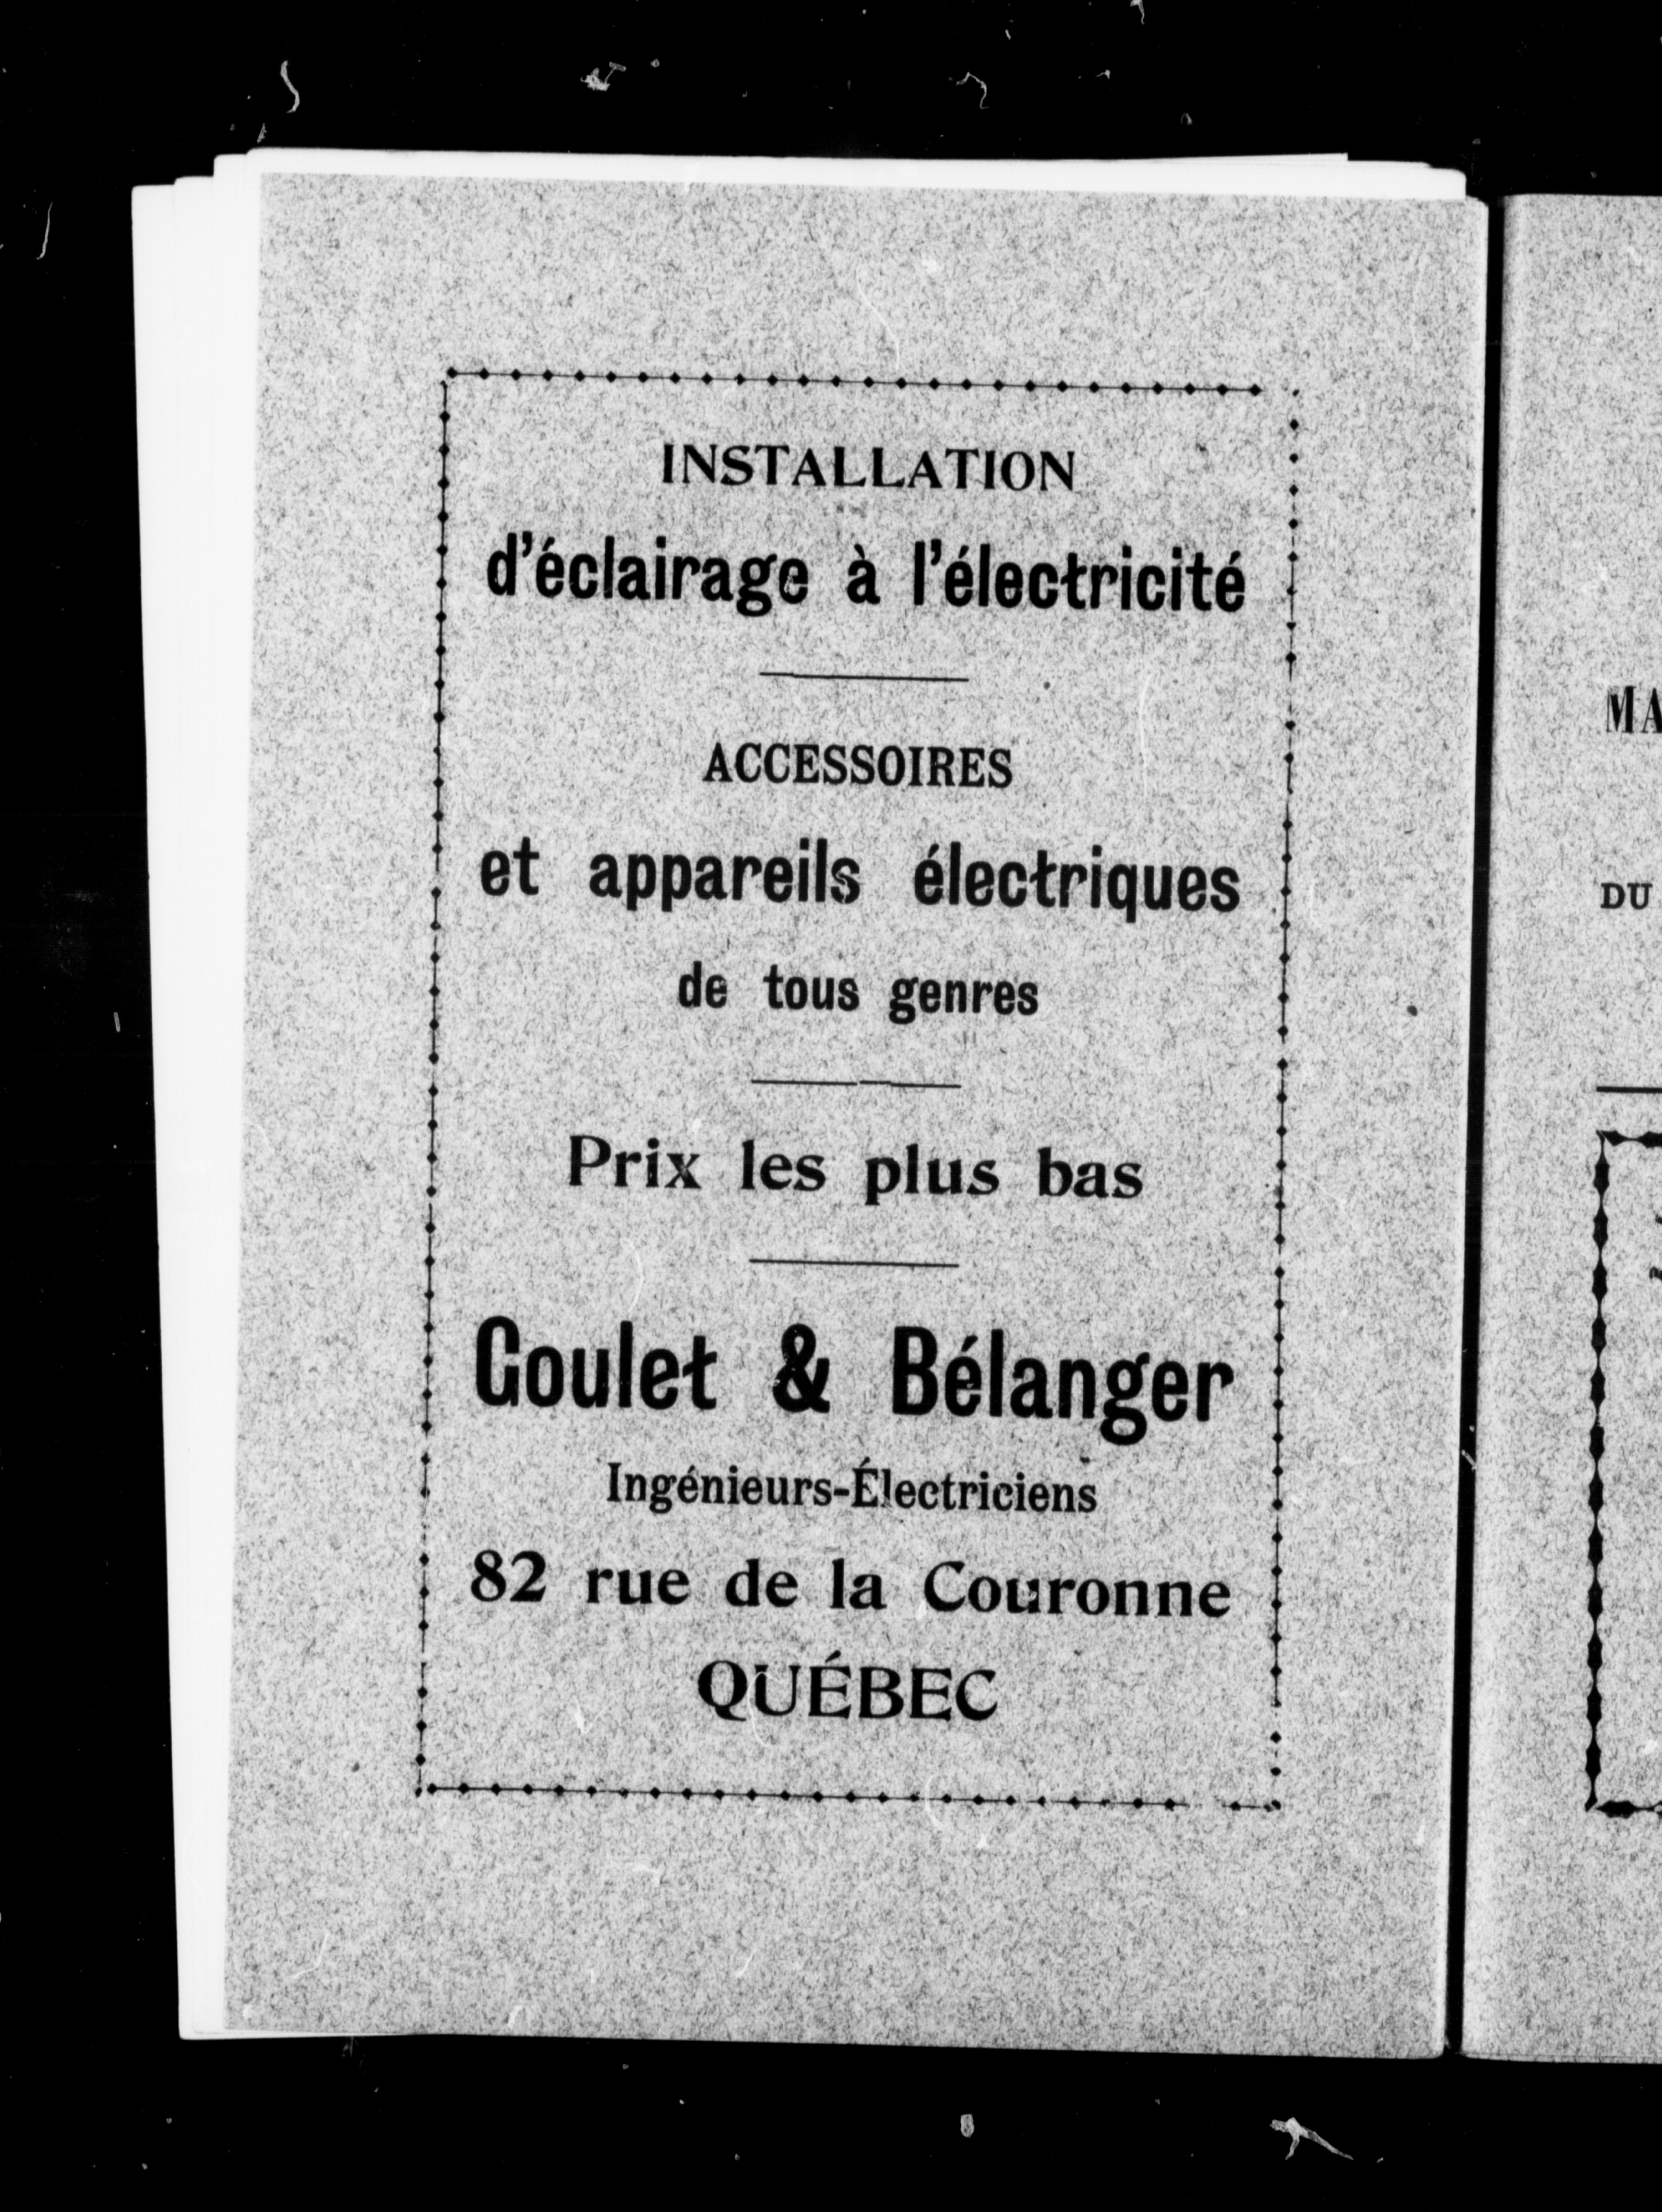 INSTALLATION
d'éclairage à l'électricité
ACCESSOIRES
et appareils électriques
de tous genres
Prix les plus bas
Goulet & Bélanger
Ingénieurs-Électriciens
82 rue de la Couronne
QUÉBEC
MA
DU